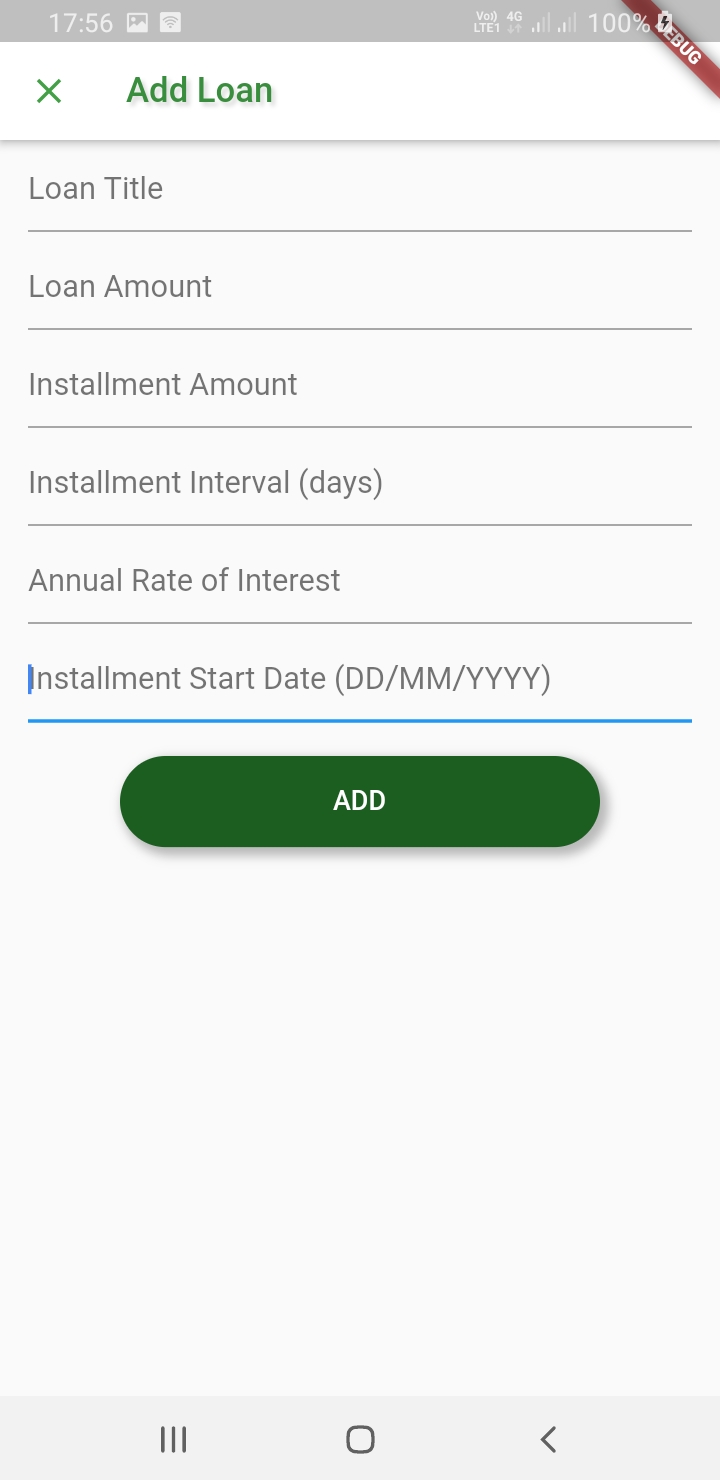 17:56 Vo) 4G LTE1 100%
DEBUG
Add Loan
Loan Title
Loan Amount
Installment Amount
Installment Interval (days)
Annual Rate of Interest
Installment Start Date (DD/MM/YYYY)
ADD